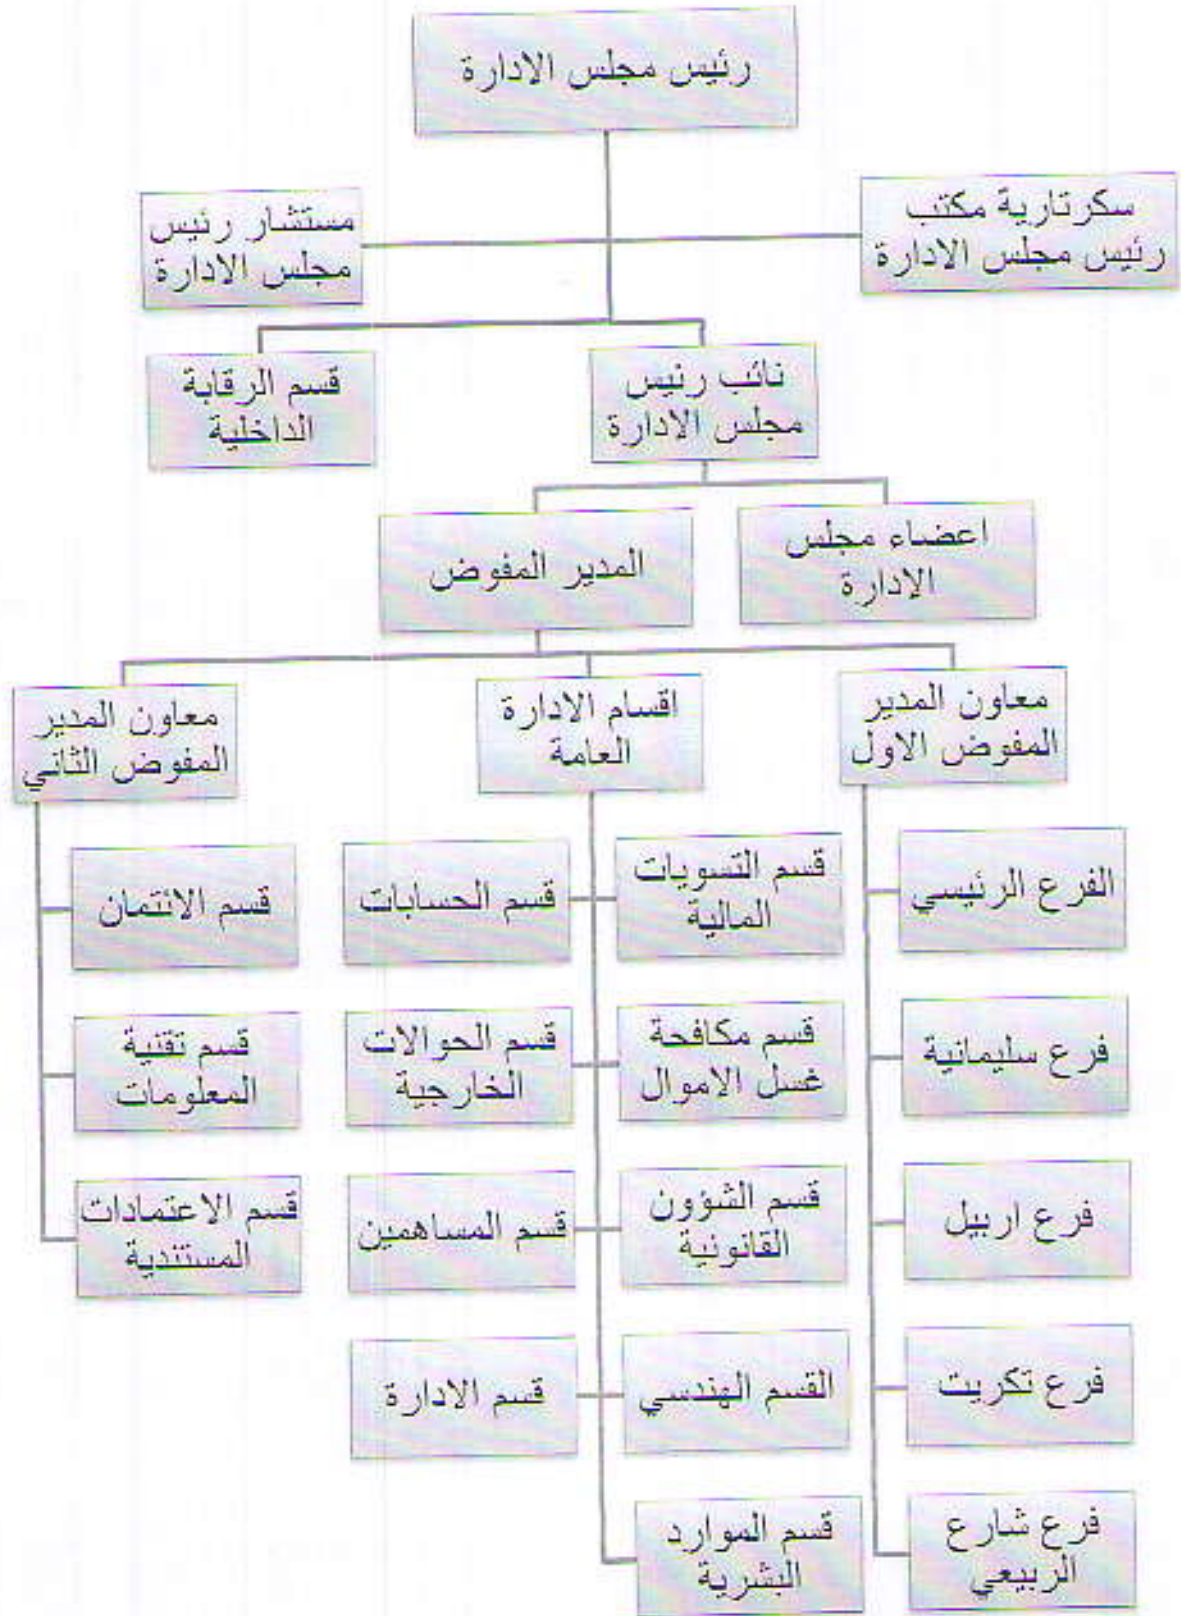 رئيس مجلس الادارة
سكرتارية مكتب
رئيس مجلس الادارة
مستشار رئيس
مجلس الادارة
نائب رئيس
مجلس الادارة
قسم الرقابة
الداخلية
اعضاء مجلس
الادارة
المدير المفوض
معاون المدير
المفوض الاول
اقسام الادارة
العامة
معاون المدير
المفوض الثاني
الفرع الرئيسي
قسم التسويات
المالية
قسم الحسابات
قسم الائتمان
فرع سليمانية
قسم مكافحة
غسل الاموال
قسم الحوالات
الخارجية
قسم تقنية
المعلومات
فرع اربيل
قسم الشؤون
القانونية
قسم المساهمين
قسم الاعتمادات
المستندية
فرع تكريت
القسم الهندسي
قسم الادارة
فرع شارع
الربيعي
قسم الموارد
البشرية